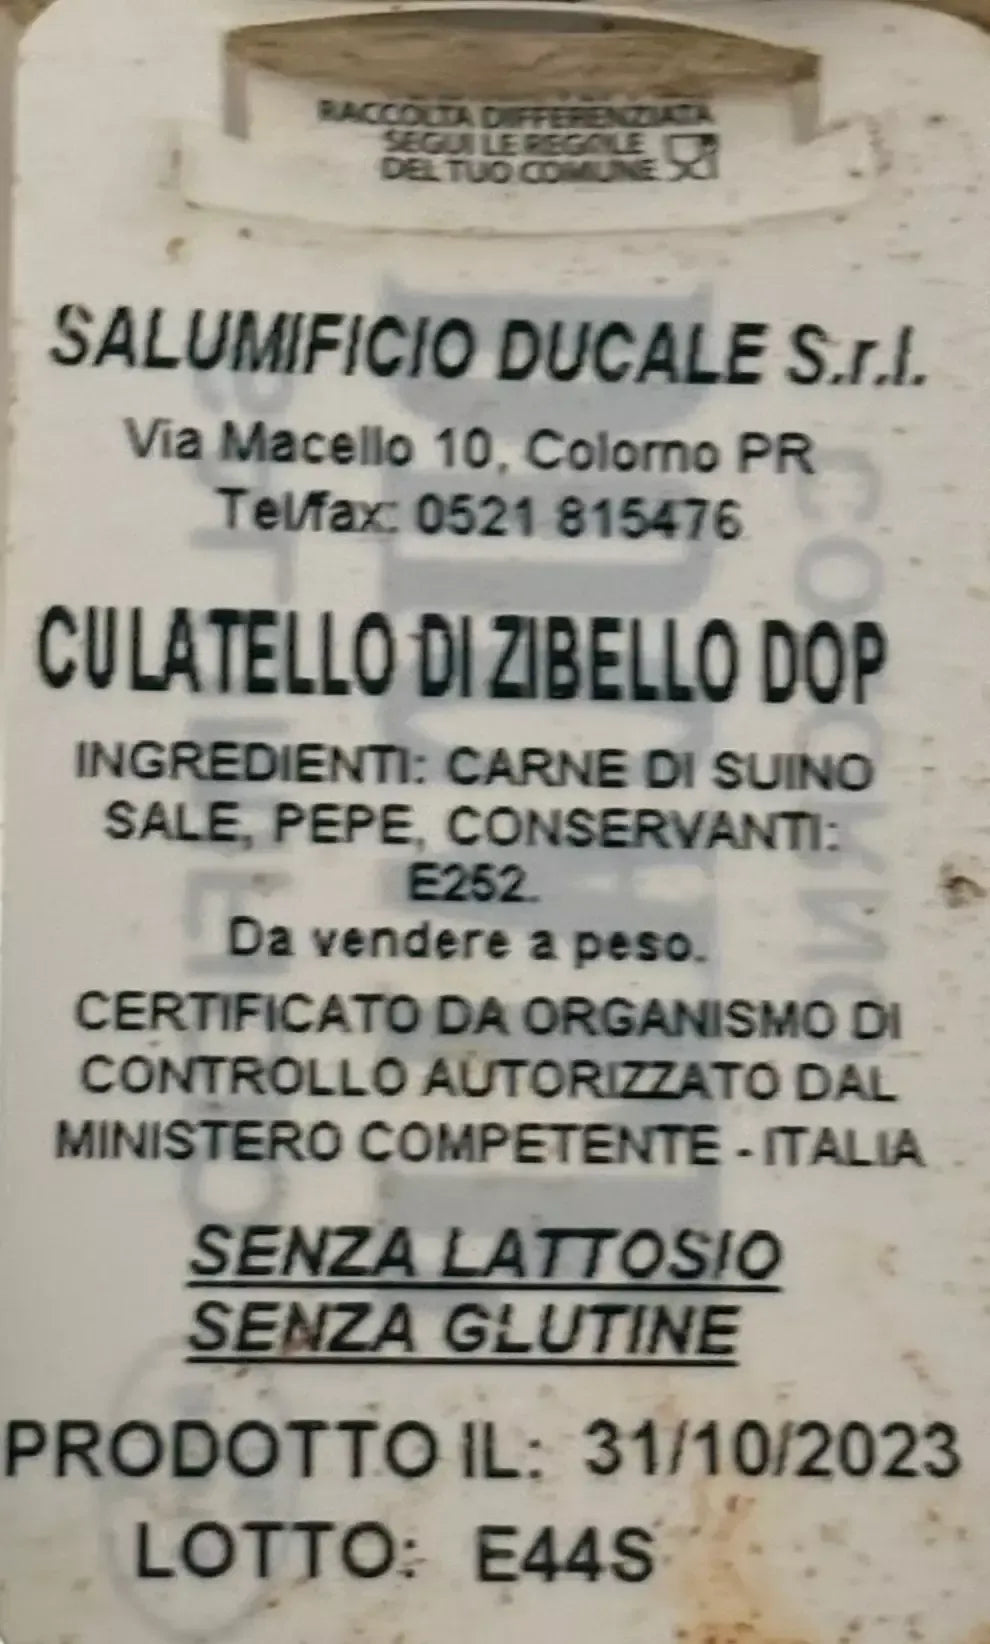 RACCOLTA DIFFERENZIATA
SEGUI LE REGOLE
DEL TUO COMUNE
SALUMIFICIO DUCALE S.r.l.
Via Macello 10, Colorno PR
Tel/fax: 0521 815476
CULATELLO DI ZIBELLO DOP
INGREDIENTI: CARNE DI SUINO
SALE, PEPE, CONSERVANTI:
E252.
Da vendere a peso.
CERTIFICATO DA ORGANISMO DI
CONTROLLO AUTORIZZATO DAL
MINISTERO COMPETENTE - ITALIA
SENZA LATTOSIO
SENZA GLUTINE
PRODOTTO IL: 31/10/2023
LOTTO: E44S